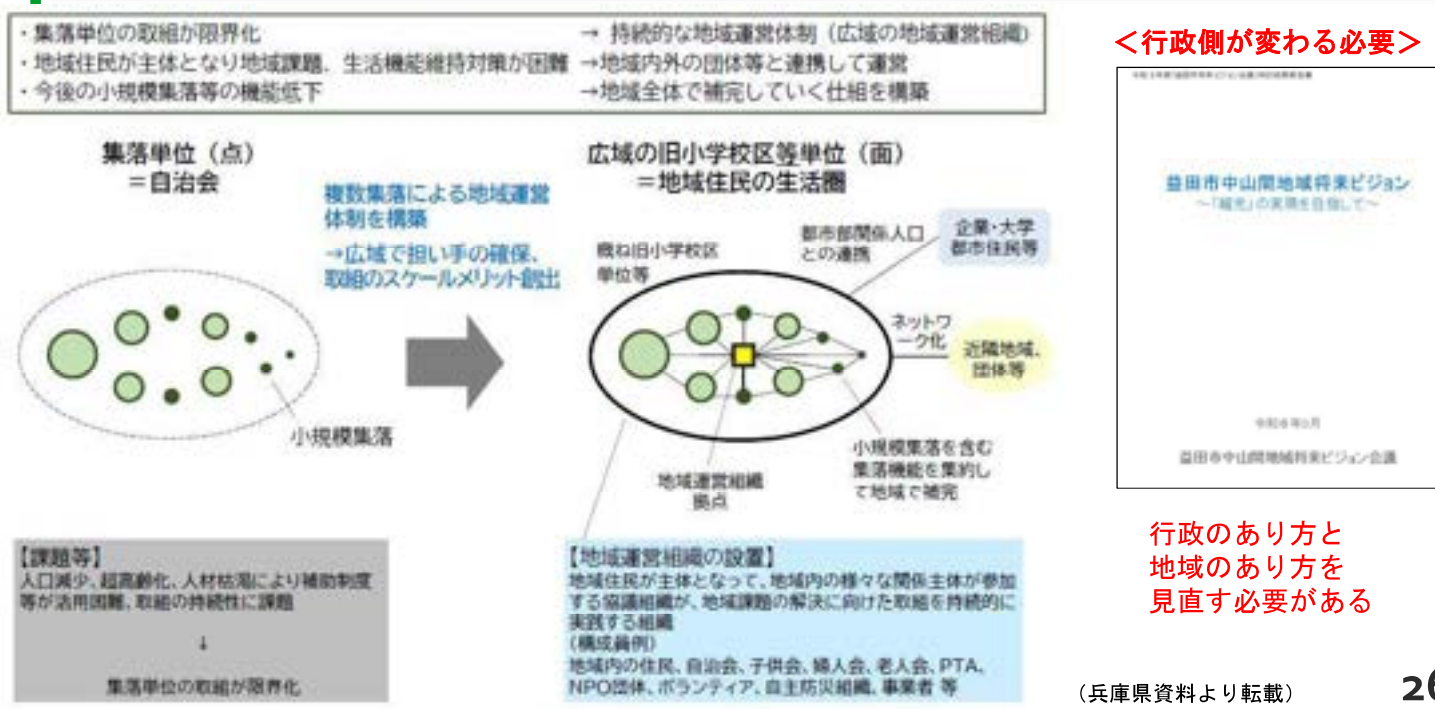 ・集落単位の取組が限界化 → 持続的な地域運営体制（広域の地域運営組織）
・地域住民が主体となり地域課題、生活機能維持対策が困難 →地域内外の団体等と連携して運営
・今後の小規模集落等の機能低下 →地域全体で補完していく仕組を構築
集落単位（点）
＝自治会
複数集落による地域運営
体制を構築
→広域で担い手の確保、
取組のスケールメリット創出
小規模集落
広域の旧小学校区等単位（面）
＝地域住民の生活圏
概ね旧小学校区
単位等
都市部関係人口
との連携
企業・大学
都市住民等
ネットワ
ーク化
近隣地域、
団体等
地域運営組織
拠点
小規模集落を含む
集落機能を集約し
て地域で補完
【課題等】
人口減少、超高齢化、人材枯渇により補助制度
等が活用困難、取組の持続性に課題
↓
集落単位の取組が限界化
【地域運営組織の設置】
地域住民が主体となって、地域内の様々な関係主体が参加
する協議組織が、地域課題の解決に向けた取組を持続的に
実践する組織
（構成員例）
地域内の住民、自治会、子供会、婦人会、老人会、PTA、
NPO団体、ボランティア、自主防災組織、事業者 等
＜行政側が変わる必要＞
益田市中山間地域将来ビジョン
の実現を目指して～
益田市中山間地域将来ビジョン会議
行政のあり方と
地域のあり方を
見直す必要がある
（兵庫県資料より転載）
26